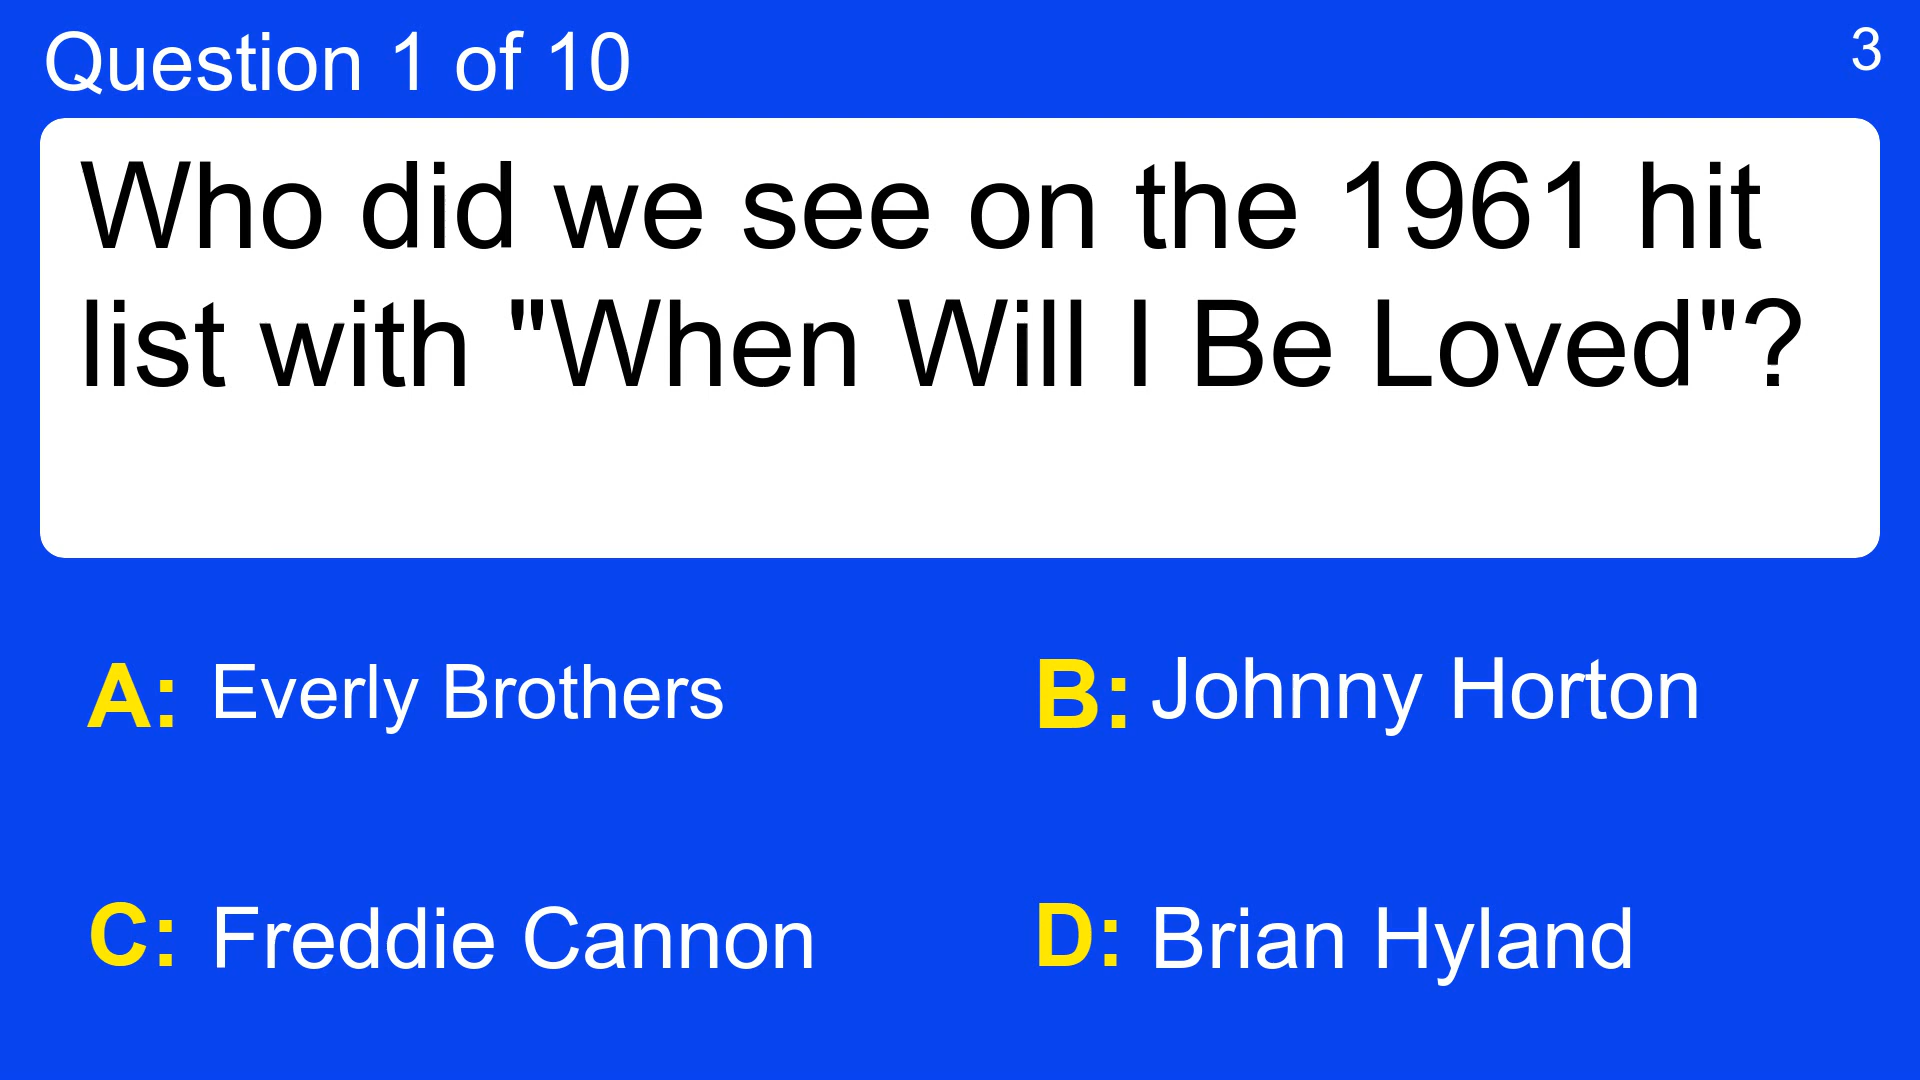 Question 1 of 10
3
Who did we see on the 1961 hit
list with "When Will I Be Loved"?
A: Everly Brothers
B: Johnny Horton
C: Freddie Cannon
D: Brian Hyland